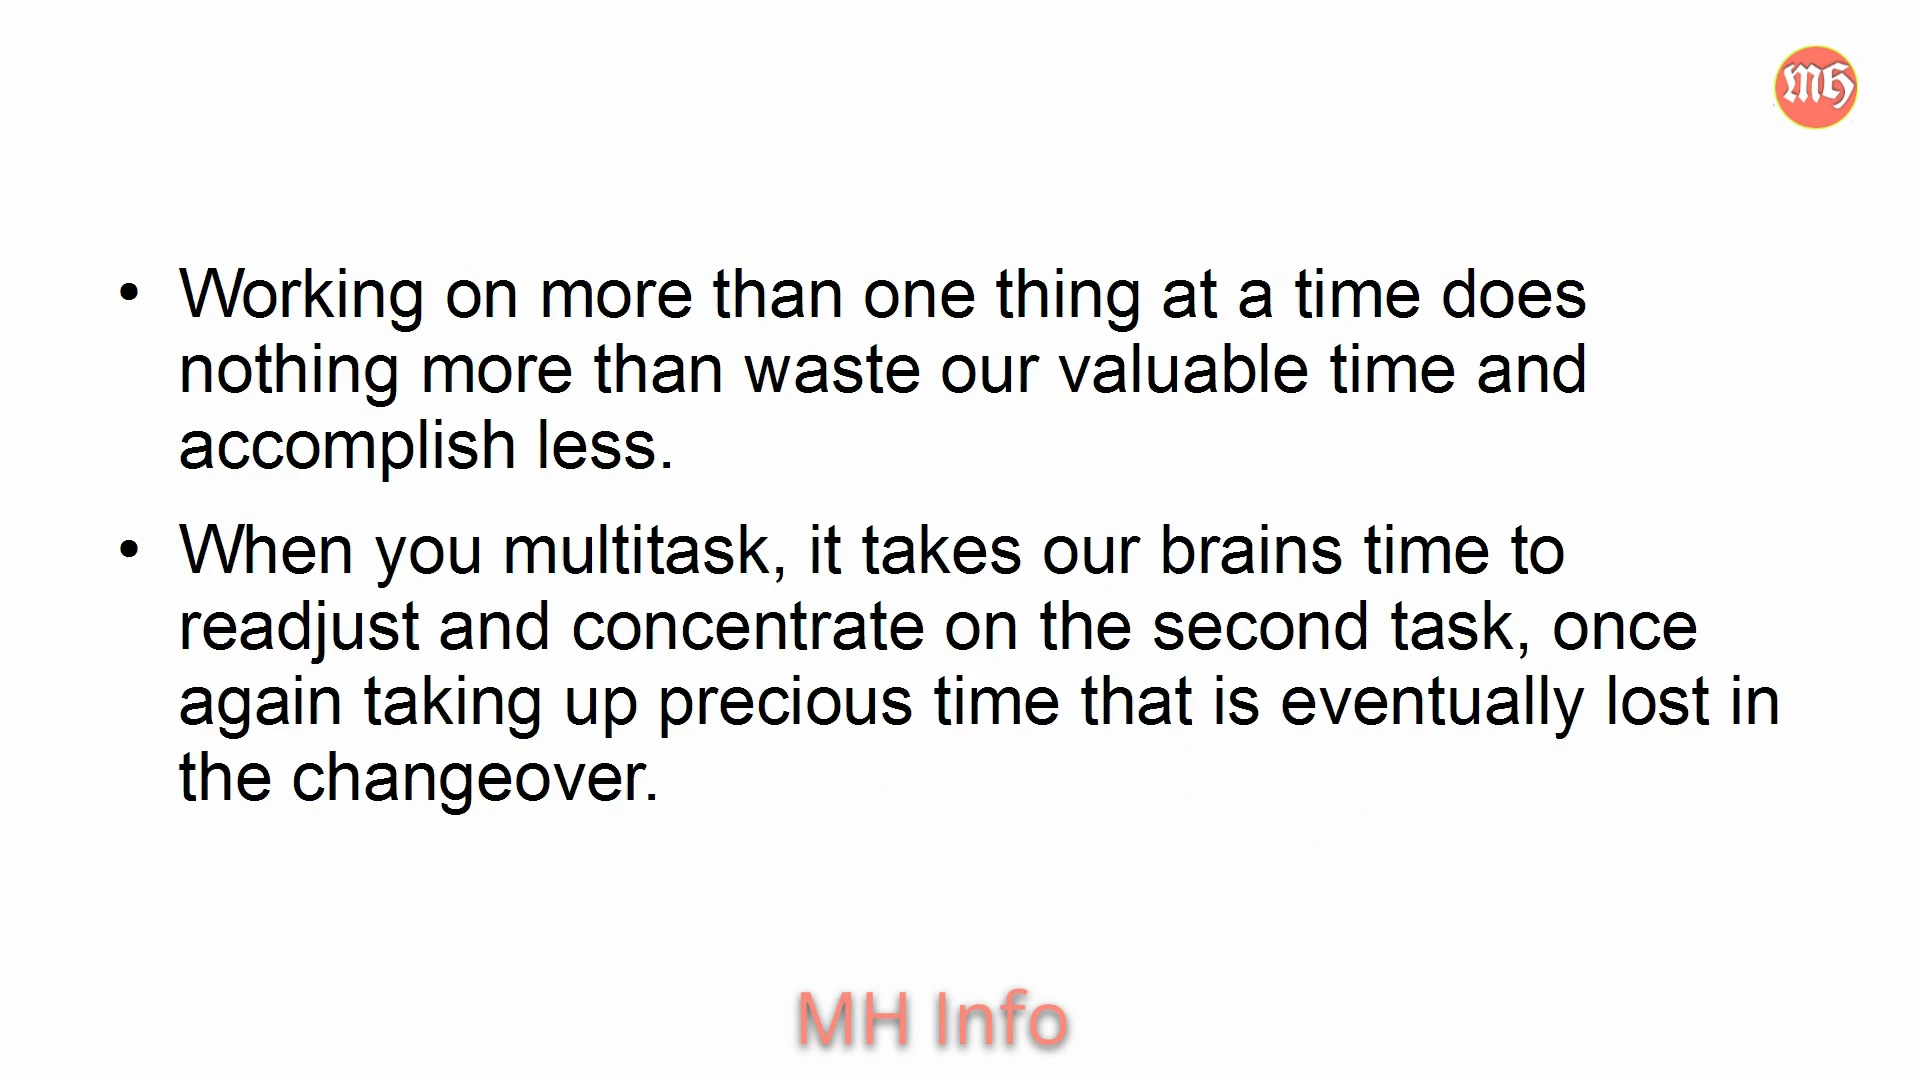 MH
• Working on more than one thing at a time does
nothing more than waste our valuable time and
accomplish less.
• When you multitask, it takes our brains time to
readjust and concentrate on the second task, once
again taking up precious time that is eventually lost in
the changeover.
MH Info